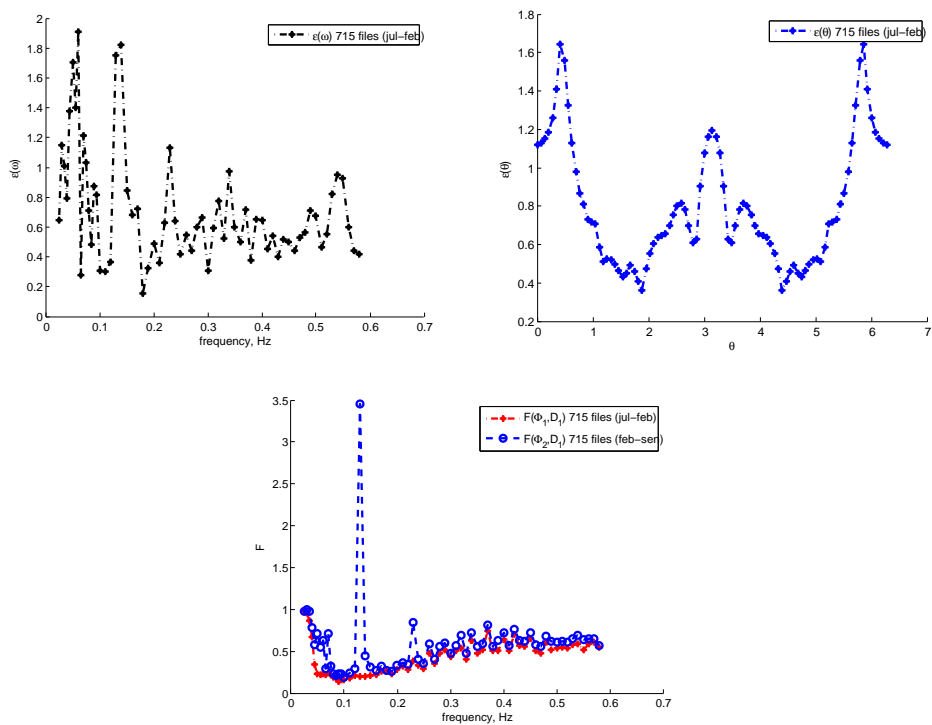 2
1.8
1.6
1.4
1.2
1
0.8
0.6
0.4
0.2
0
ε(ω)
ε(ω) 715 files (jul−feb)
0 0.1 0.2 0.3 0.4 0.5 0.6 0.7
frequency, Hz
1.8
1.6
1.4
1.2
1
0.8
0.6
0.4
0.2
ε(θ)
ε(θ) 715 files (jul−feb)
0 1 2 3 4 5 6 7
θ
3.5
3
2.5
2
1.5
1
0.5
0
F
F(Φ₁,D₁) 715 files (jul−feb)
F(Φ₂,D₁) 715 files (feb−sen)
0 0.1 0.2 0.3 0.4 0.5 0.6 0.7
frequency, Hz